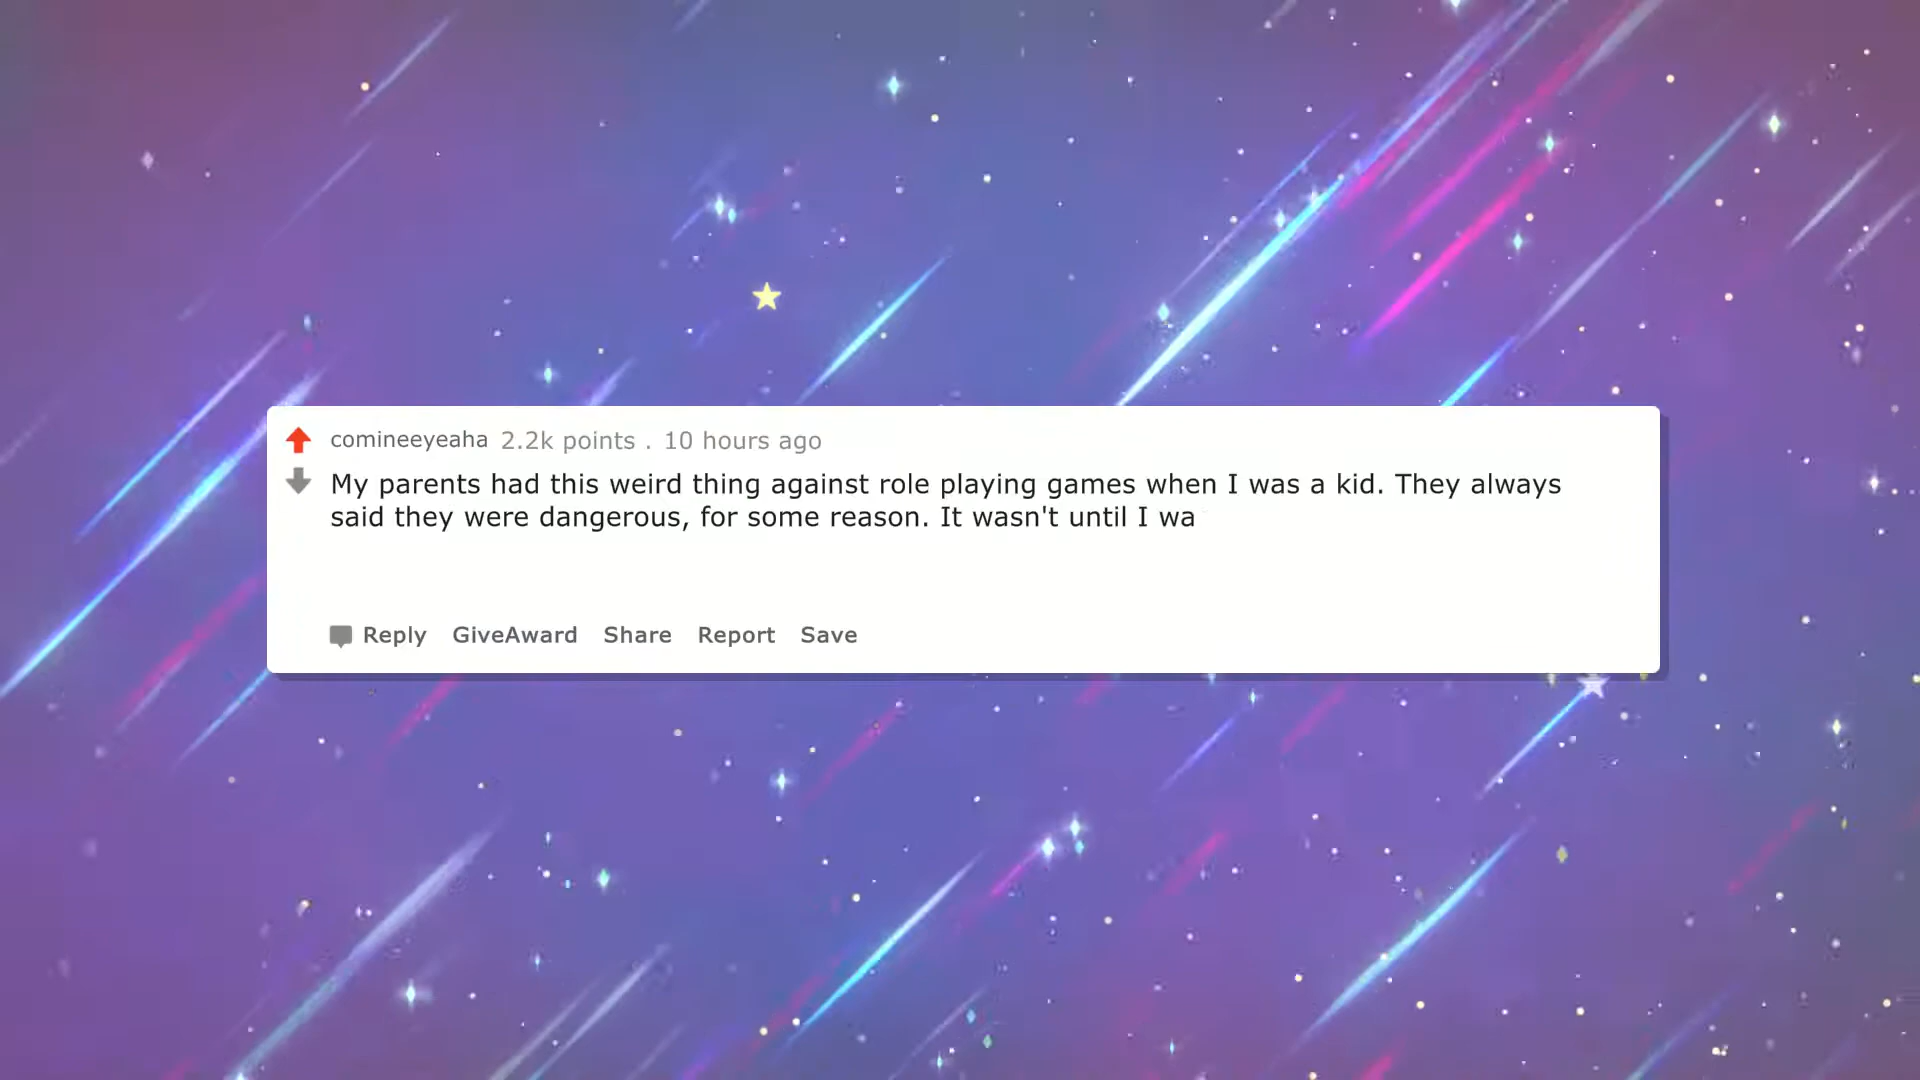 comineeyeaha 2.2k points . 10 hours ago
My parents had this weird thing against role playing games when I was a kid. They always
said they were dangerous, for some reason. It wasn't until I wa
Reply GiveAward Share Report Save